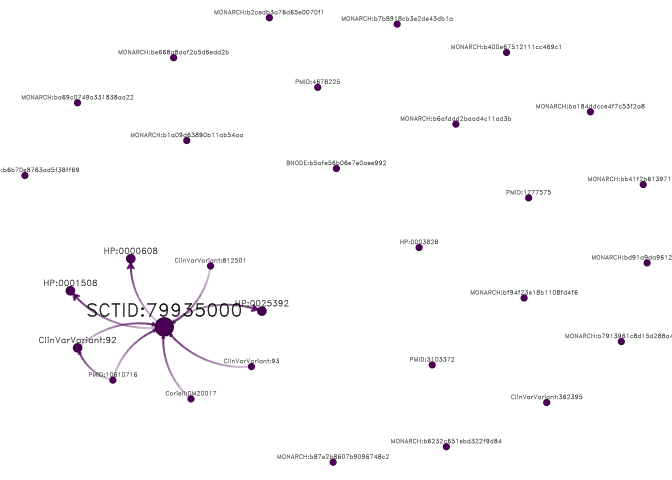 MONARCH:b2cedb3a76d65e0070f1
MONARCH:b7b8918cb3e2de43db1a
MONARCH:be668a8aaf2a5d6edd2b
MONARCH:b400e67512111cc469c1
PMID:4678225
MONARCH:ba69c0749a331838aa22
MONARCH:ba184ddcce4f7c53f2a8
MONARCH:b6afddd2baad4c11ad3b
MONARCH:b1a09d63890b11ab54aa
BNODE:b5afe56b06e7e0aee992
:b6b70e8763ad5f38ff69
MONARCH:bb41f2b613971
PMID:1277575
HP:0003828
HP:0000608
ClinVarVariant:812501
MONARCH:bd91a9da9612
HP:0001508
MONARCH:bf94f23e18b1108fd4f6
HP:0025392
SCTID:79935000
MONARCH:b7913961c8d15d288a4
ClinVarVariant:92
PMID:3103372
ClinVarVariant:93
PMID:10610716
Coriell:GM20017
ClinVarVariant:362395
MONARCH:b6232c651ebd322f9d84
MONARCH:b87e2b8607b9096748c2